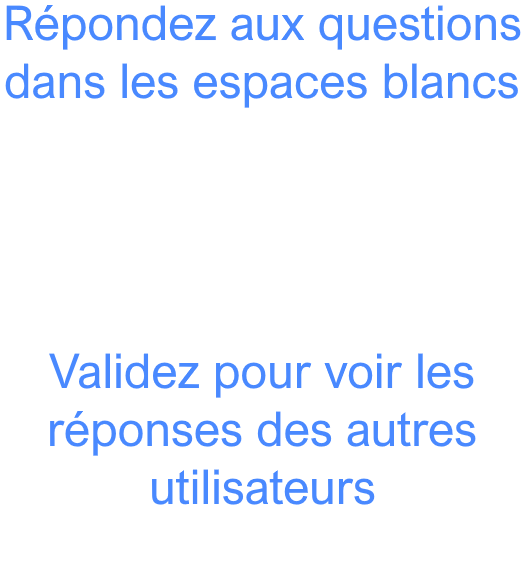 Répondez aux questions
dans les espaces blancs
Validez pour voir les
réponses des autres
utilisateurs